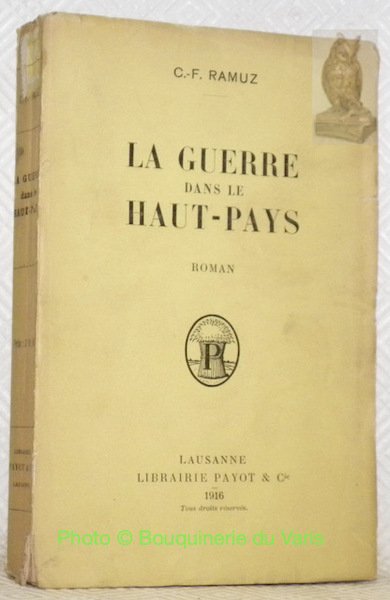 C.-F. RAMUZ
LA GUERRE
DANS LE
HAUT-PAYS
ROMAN
P
LAUSANNE
LIBRAIRIE PAYOT & Cie
1916
Tous droits réservés.
Photo © Bouquinerie du Valis